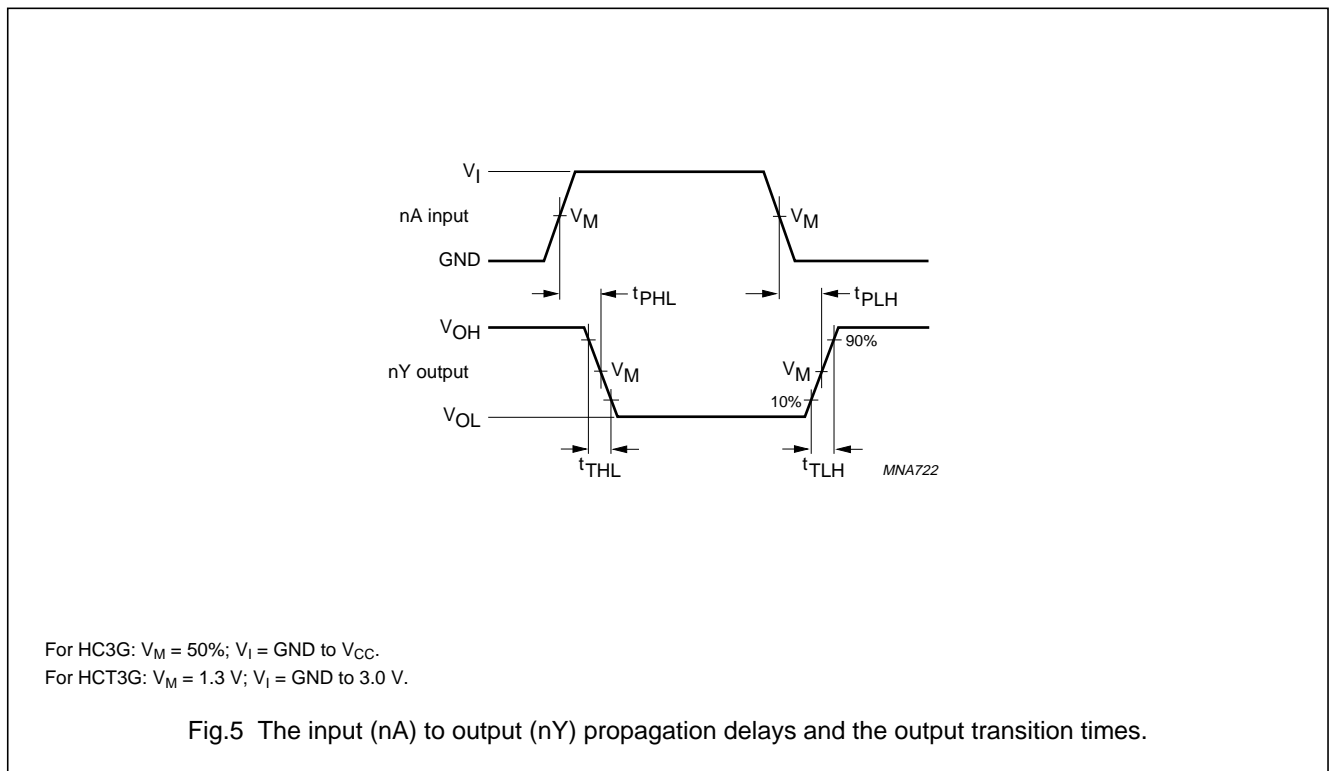 VI
nA input
VM
VM
GND
tPHL
tPLH
VOH
90%
nY output
VM
VM
10%
VOL
tTHL
tTLH
MNA722
For HC3G: VM = 50%; VI = GND to VCC.
For HCT3G: VM = 1.3 V; VI = GND to 3.0 V.
Fig.5 The input (nA) to output (nY) propagation delays and the output transition times.